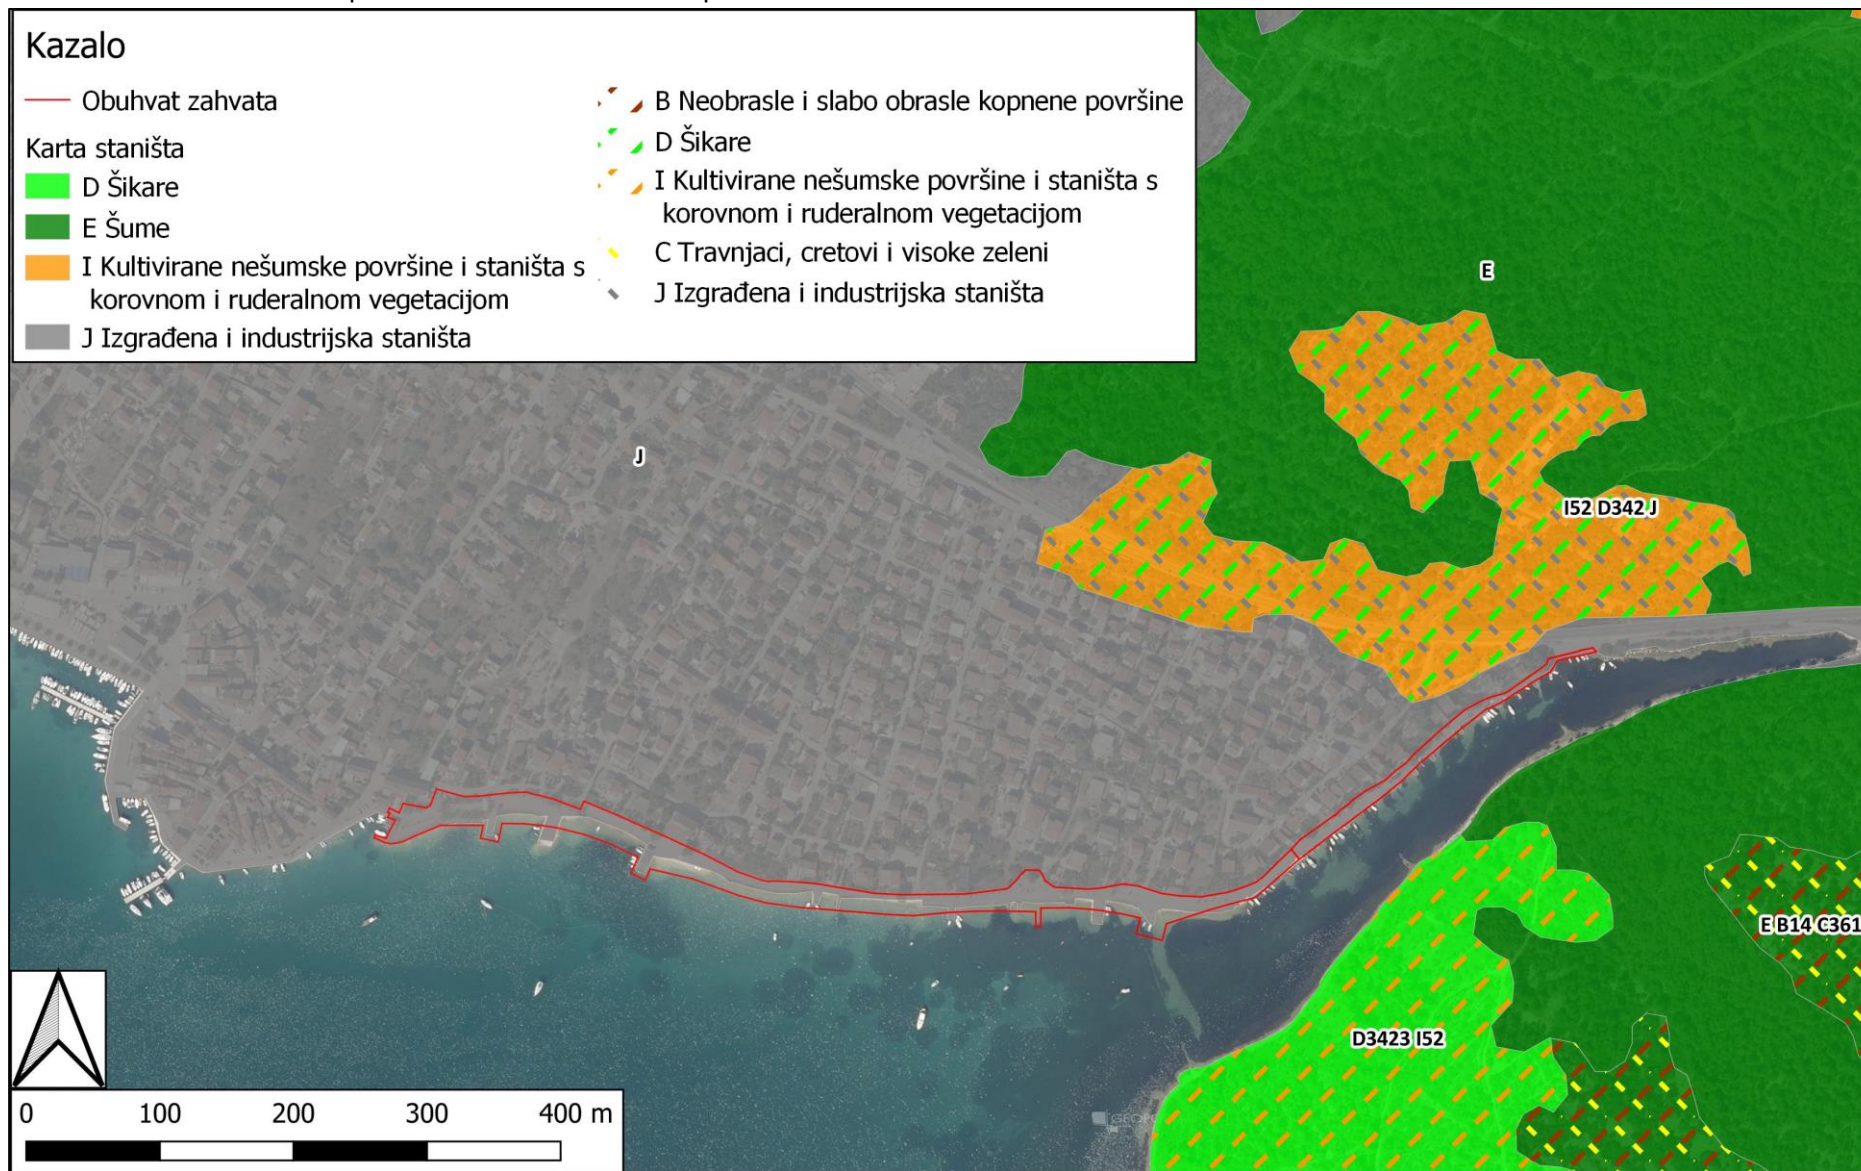 Kazalo
Obuhvat zahvata
Karta staništa
D Šikare
E Šume
I Kultivirane nešumske površine i staništa s
korovnom i ruderalnom vegetacijom
J Izgrađena i industrijska staništa
B Neobrasle i slabo obrasle kopnene površine
D Šikare
I Kultivirane nešumske površine i staništa s
korovnom i ruderalnom vegetacijom
C Travnjaci, cretovi i visoke zeleni
J Izgrađena i industrijska staništa
E
J
I52 D342 J
E B14 C361
D3423 I52
0 100 200 300 400 m